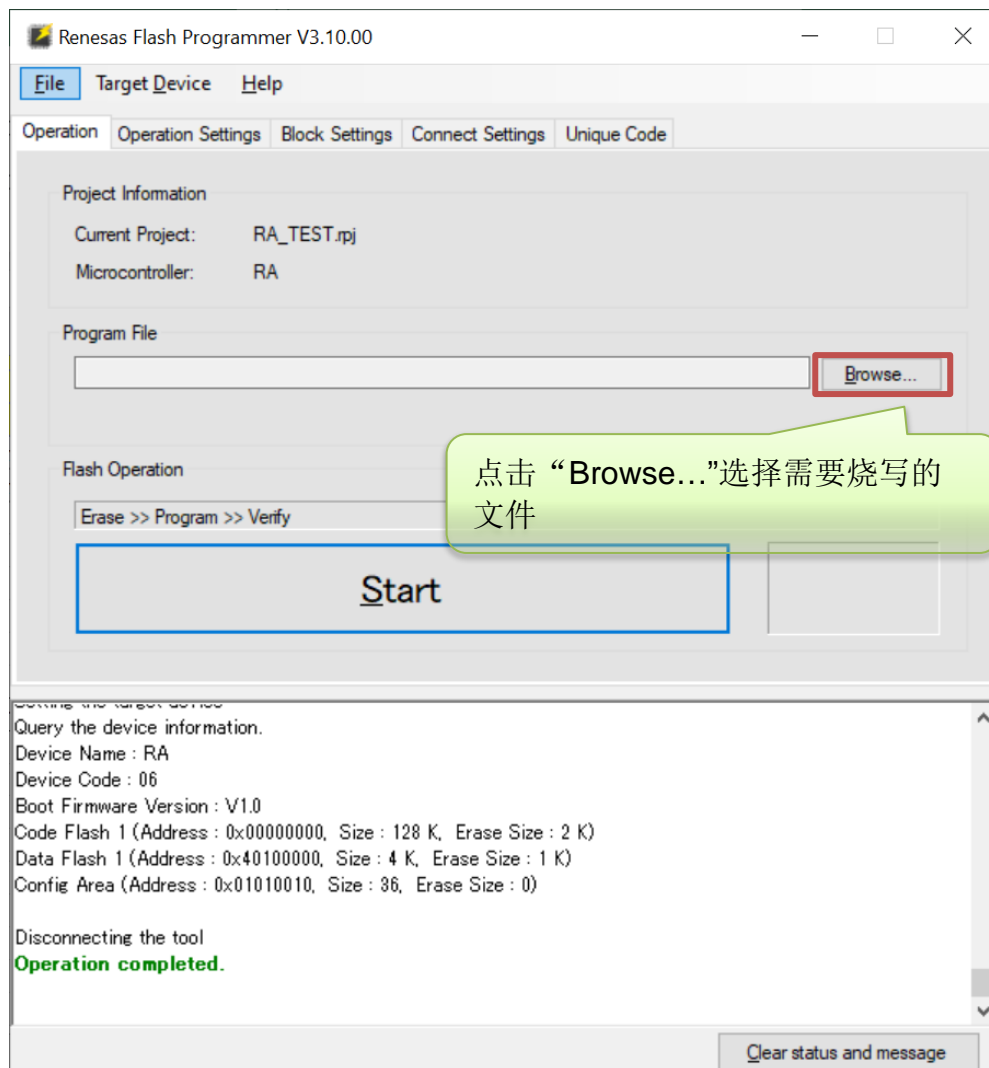 Renesas Flash Programmer V3.10.00
File Target Device Help
Operation Operation Settings Block Settings Connect Settings Unique Code
Project Information
Current Project: RA_TEST.rpj
Microcontroller: RA
Program File
Browse...
点击“Browse…”选择需要烧写的
文件
Flash Operation
Erase >> Program >> Verify
Start
Setting the target device
Query the device information.
Device Name : RA
Device Code : 06
Boot Firmware Version : V1.0
Code Flash 1 (Address : 0x00000000, Size : 128 K, Erase Size : 2 K)
Data Flash 1 (Address : 0x40100000, Size : 4 K, Erase Size : 1 K)
Config Area (Address : 0x01010010, Size : 36, Erase Size : 0)
Disconnecting the tool
Operation completed.
Clear status and message